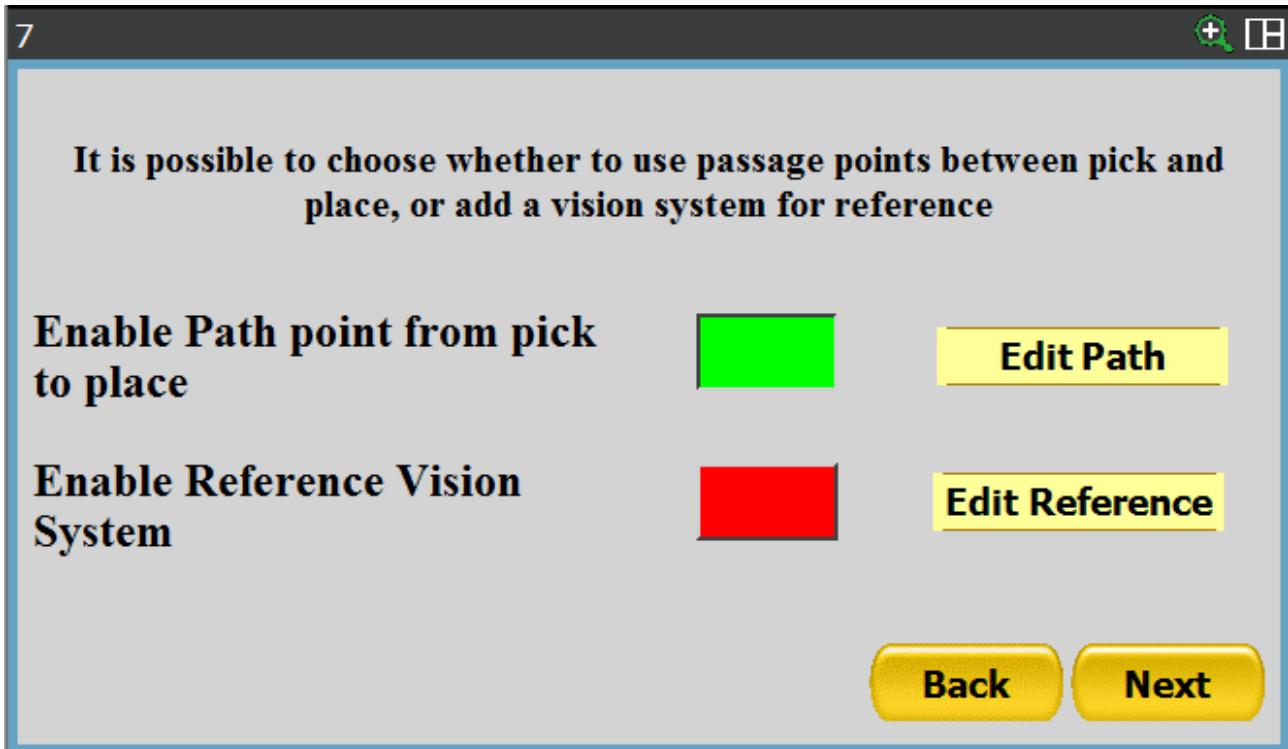 7
It is possible to choose whether to use passage points between pick and
place, or add a vision system for reference
Enable Path point from pick
to place
Edit Path
Enable Reference Vision
System
Edit Reference
Back
Next